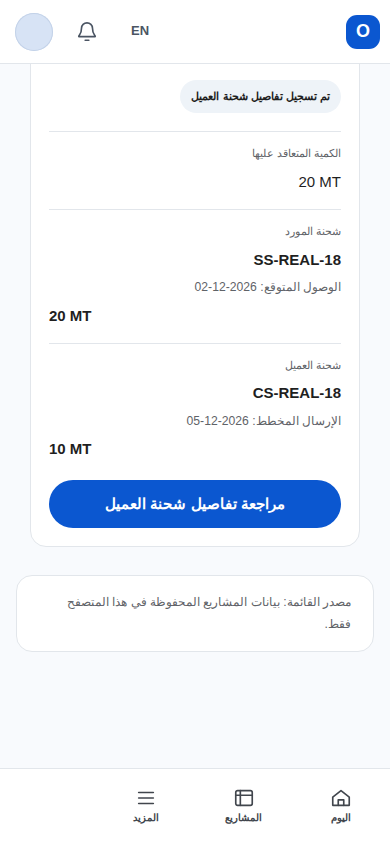 O
EN
تم تسجيل تفاصيل شحنة العميل
الكمية المتعاقد عليها
20 MT
شحنة المورد
SS-REAL-18
الوصول المتوقع: 2026-12-02
20 MT
شحنة العميل
CS-REAL-18
الإرسال المخطط: 2026-12-05
10 MT
مراجعة تفاصيل شحنة العميل
مصدر القائمة: بيانات المشاريع المحفوظة في هذا المتصفح
فقط.
اليوم
المشاريع
المزيد